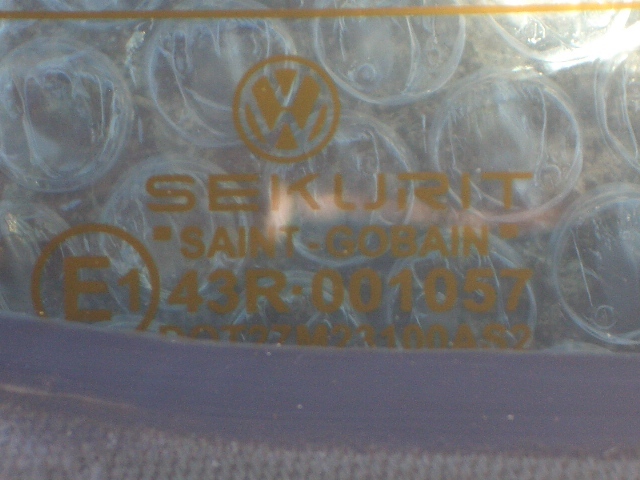 SEKURIT
"SAINT-GOBAIN"
E1 43R-001057